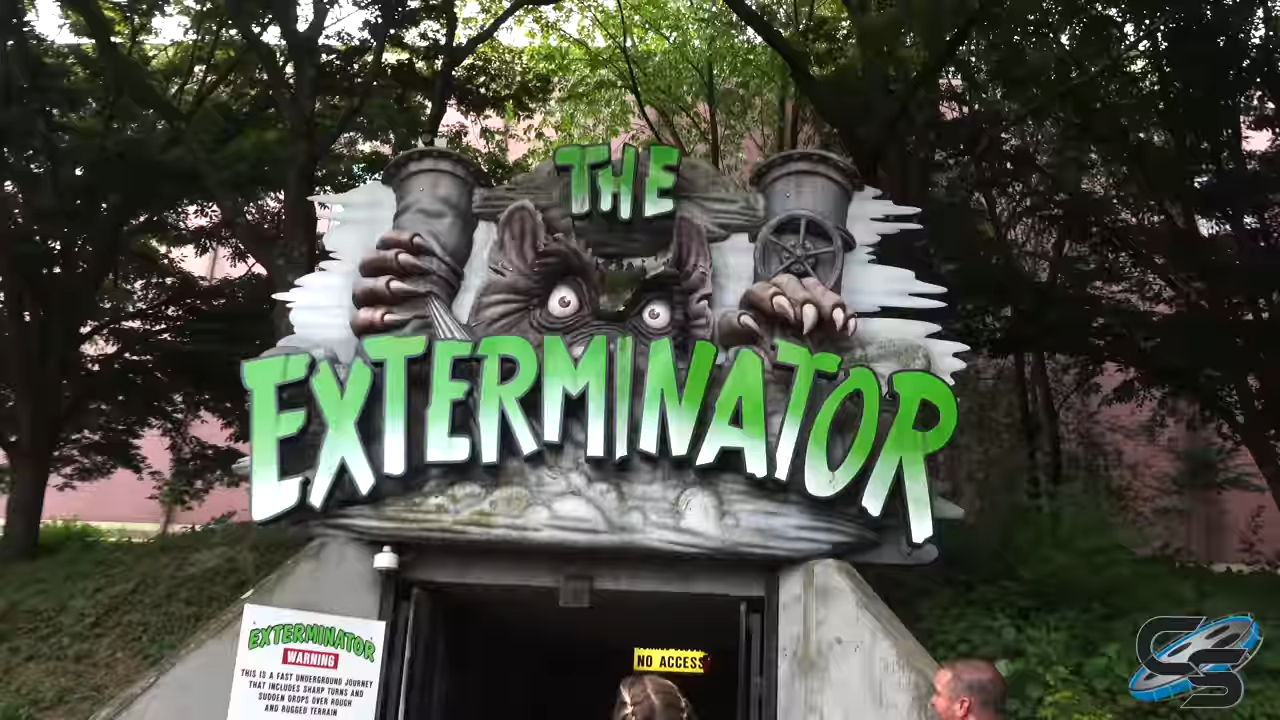 THE
EXTERMINATOR
EXTERMINATOR
WARNING
THIS IS A FAST UNDERGROUND JOURNEY
THAT INCLUDES SHARP TURNS AND
SUDDEN DROPS OVER ROUGH
AND RUGGED TERRAIN
NO ACCESS